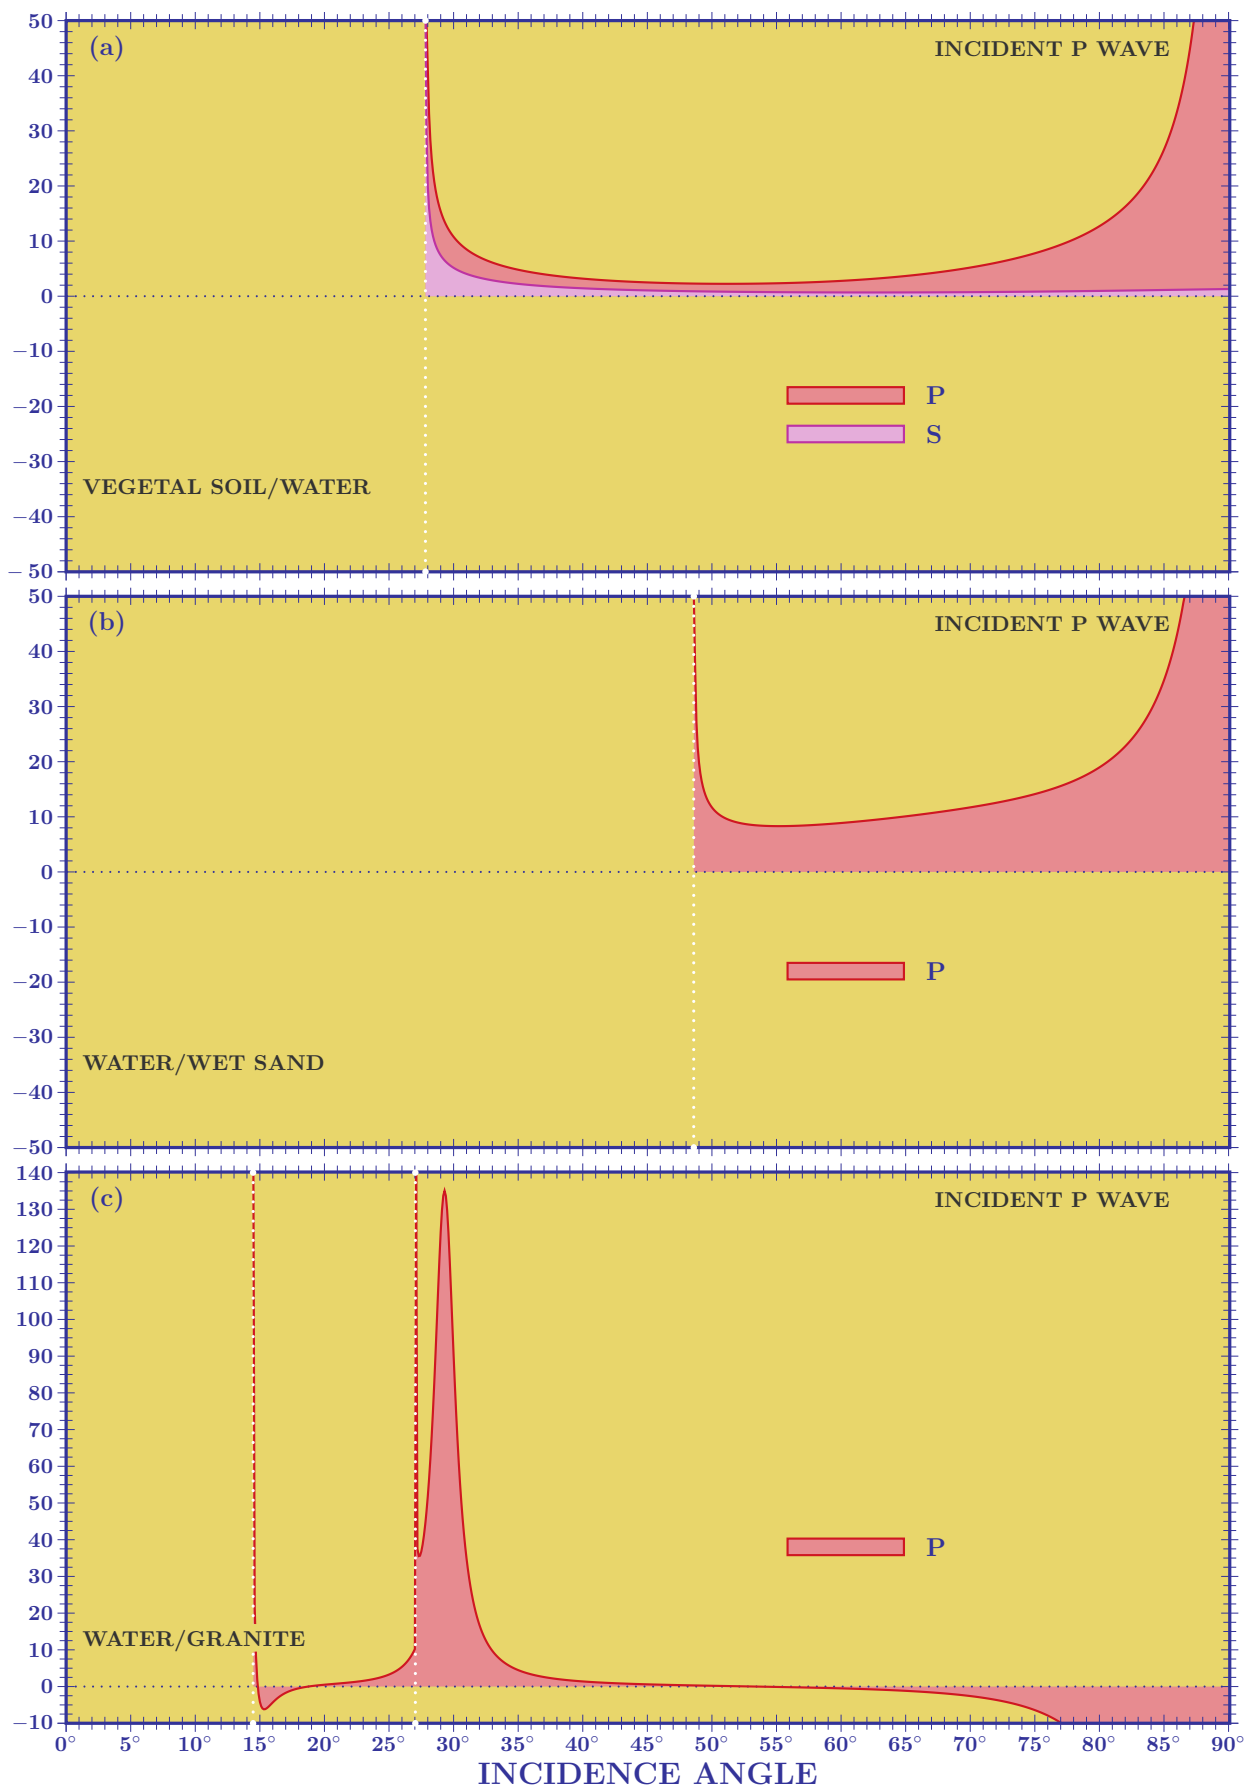 50
(a)
INCIDENT P WAVE
40
30
20
10
0
−10
P
−20
S
−30
VEGETAL SOIL/WATER
−40
−50
50
(b)
INCIDENT P WAVE
40
30
20
10
0
−10
P
−20
−30
WATER/WET SAND
−40
−50
140
(c)
INCIDENT P WAVE
130
120
110
100
90
80
70
60
50
40
P
30
20
WATER/GRANITE
10
0
−10
0° 5° 10° 15° 20° 25° 30° 35° 40° 45° 50° 55° 60° 65° 70° 75° 80° 85° 90°
INCIDENCE ANGLE